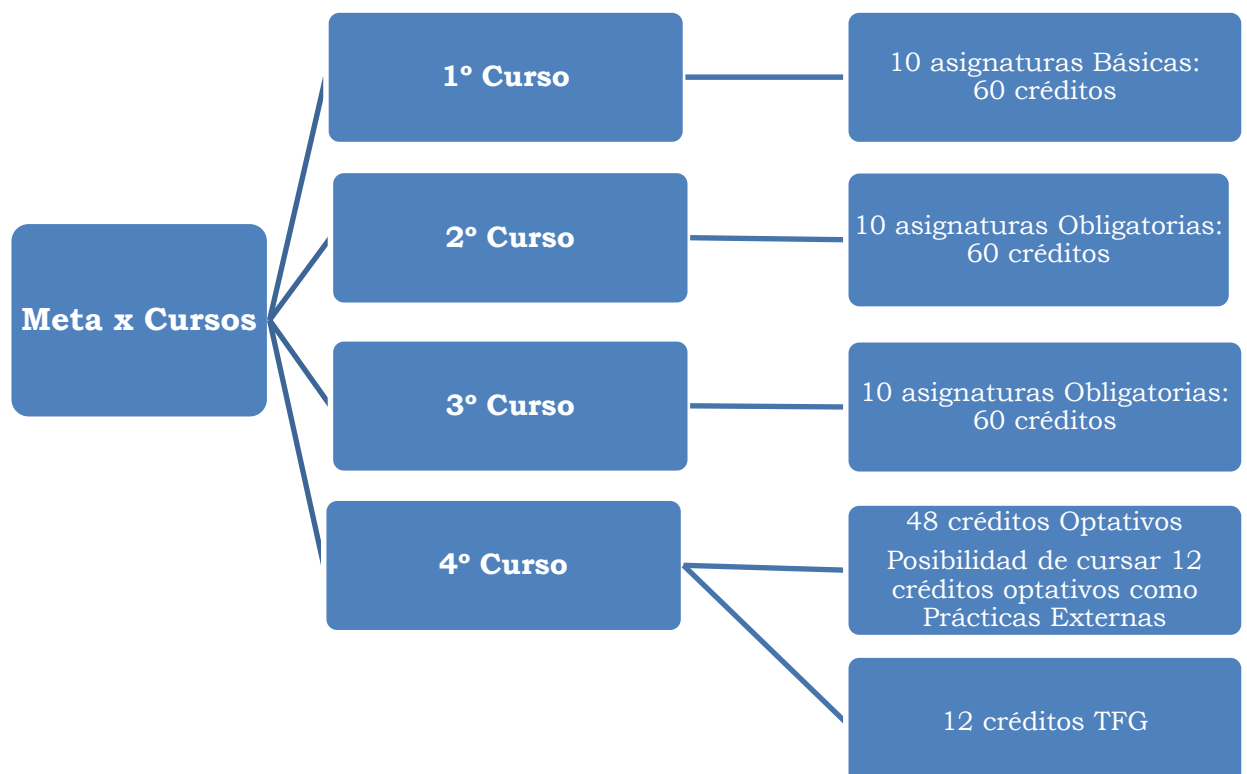 Meta x Cursos
1º Curso
10 asignaturas Básicas:
60 créditos
2º Curso
10 asignaturas Obligatorias:
60 créditos
3º Curso
10 asignaturas Obligatorias:
60 créditos
4º Curso
48 créditos Optativos
Posibilidad de cursar 12
créditos optativos como
Prácticas Externas
12 créditos TFG